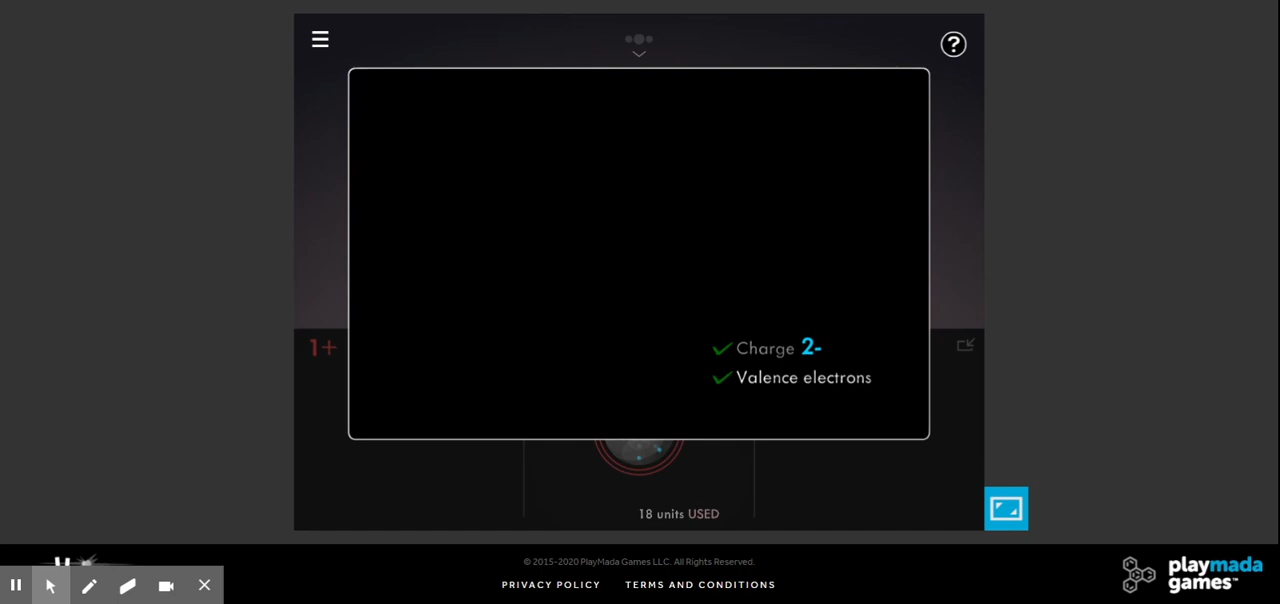 ?
Charge 2-
Valence electrons
1+
18 units USED
© 2015-2020 PlayMada Games LLC. All Rights Reserved.
PRIVACY POLICY TERMS AND CONDITIONS
playmada
games™